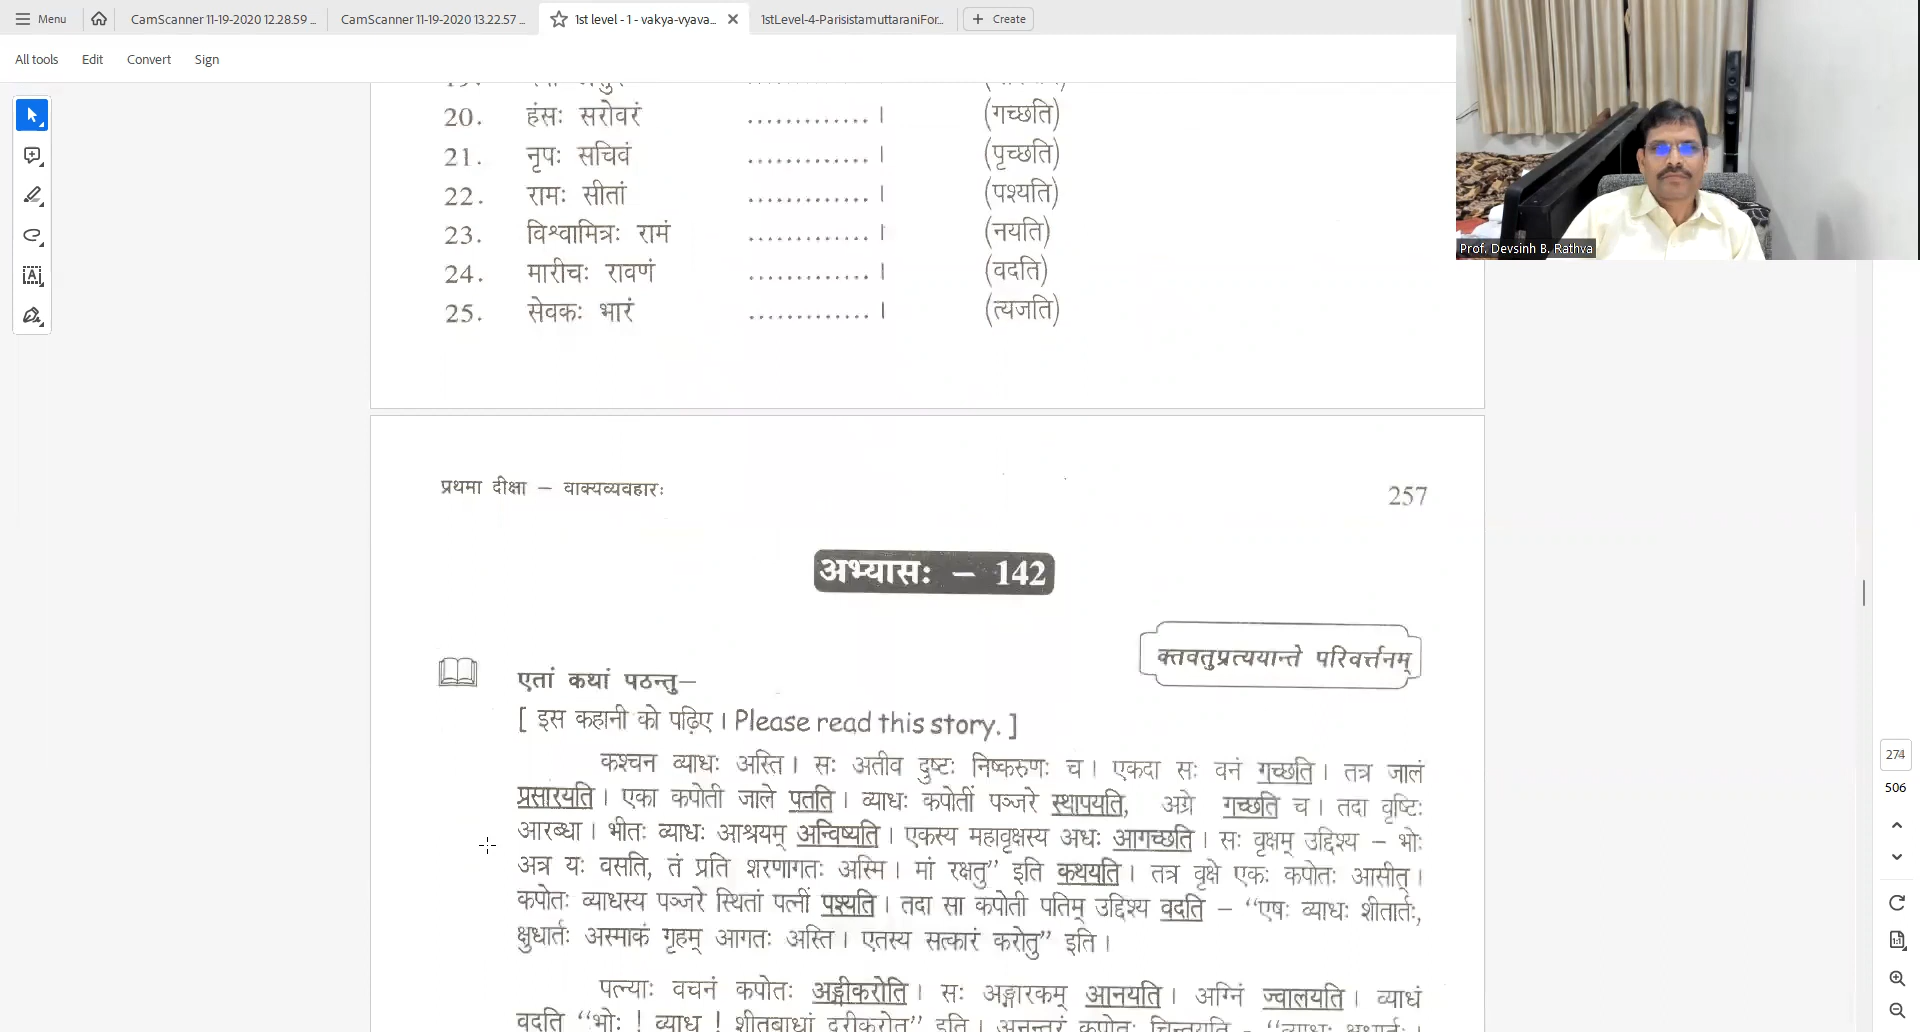 Menu
CamScanner 11-19-2020 12.28.59 ...
CamScanner 11-19-2020 13.22.57 ...
1st level - 1 - vakya-vyava...
1stLevel-4-ParisistamuttaraniFor...
Create
All tools Edit Convert Sign
20. हंसः सरोवरं ............. । (गच्छति)
21. नृपः सचिवं ............. । (पृच्छति)
22. रामः सीतां ............. । (पश्यति)
23. विश्वामित्रः रामं ............. । (नयति)
24. मारीचः रावणं ............. । (वदति)
25. सेवकः भारं ............. । (त्यजति)
Prof. Devsinh B. Rathva
प्रथमा दीक्षा – वाक्यव्यवहारः 257
अभ्यासः – 142
क्तवतुप्रत्ययान्ते परिवर्त्तनम्
एतां कथां पठन्तु–
[ इस कहानी को पढ़िए । Please read this story. ]
कश्चन व्याधः अस्ति । सः अतीव दुष्टः निष्करुणः च । एकदा सः वनं गच्छति । तत्र जालं
प्रसारयति । एका कपोती जाले पतति । व्याधः कपोतीं पञ्जरे स्थापयति, अग्रे गच्छति च । तदा वृष्टिः
आरब्धा । भीतः व्याधः आश्रयम् अन्विष्यति । एकस्य महावृक्षस्य अधः आगच्छति । सः वृक्षम् उद्दिश्य – भोः
अत्र यः वसति, तं प्रति शरणागतः अस्मि । मां रक्षतु” इति कथयति । तत्र वृक्षे एकः कपोतः आसीत् ।
कपोतः व्याधस्य पञ्जरे स्थितां पत्नीं पश्यति । तदा सा कपोती पतिम् उद्दिश्य वदति – “एषः व्याधः शीतार्तः,
क्षुधार्तः अस्माकं गृहम् आगतः अस्ति । एतस्य सत्कारं करोतु” इति ।
पत्न्याः वचनं कपोतः अङ्गीकरोति । सः अङ्गारकम् आनयति । अग्निं ज्वालयति । व्याधं
वदति “भोः ! व्याध ! शीतबाधां दूरीकरोतु” इति । अनन्तरं कपोतः चिन्तयति – “व्याधः क्षुधार्तः ।
274
506